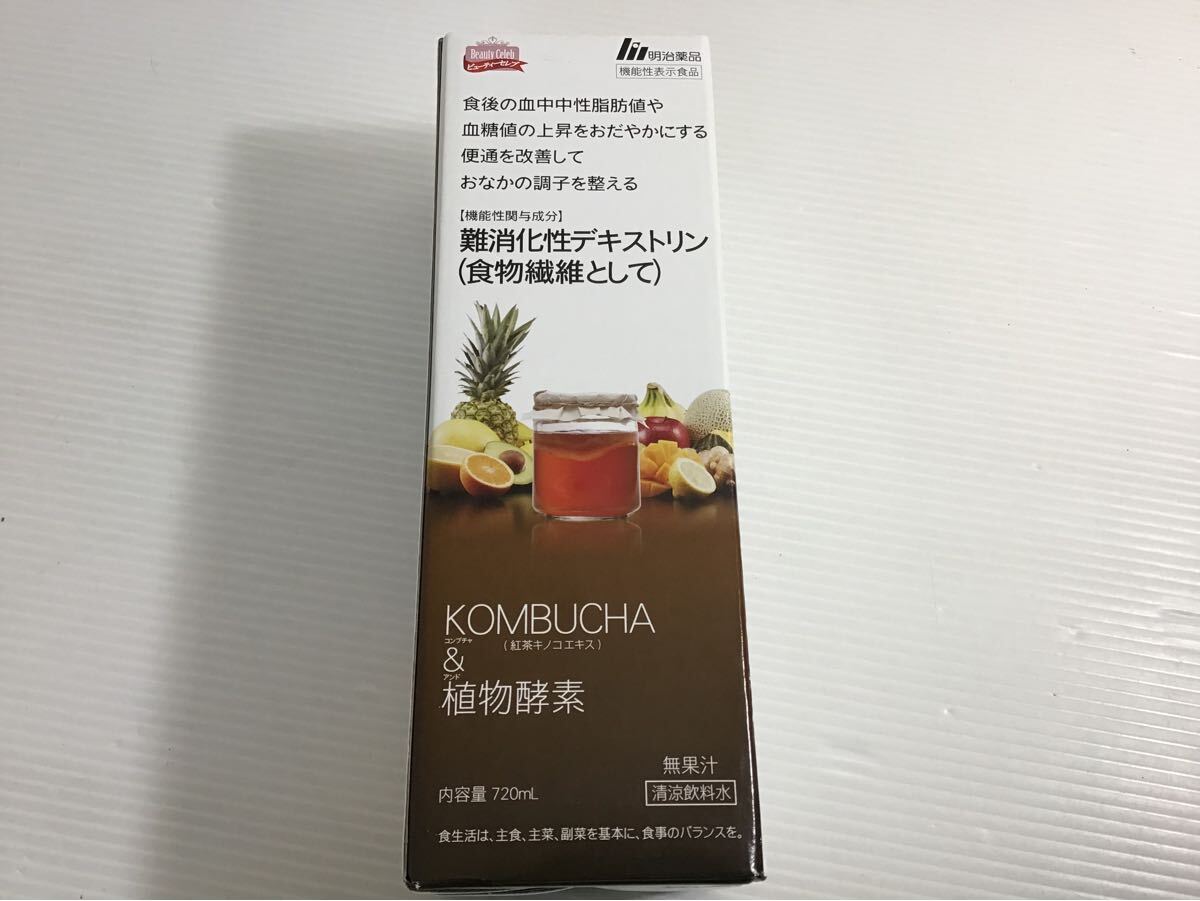 Beauty Celeb
ビューティーセレブ
明治薬品
機能性表示食品
食後の血中中性脂肪値や
血糖値の上昇をおだやかにする
便通を改善して
おなかの調子を整える
【機能性関与成分】
難消化性デキストリン
(食物繊維として)
KOMBUCHA
コンブチャ
(紅茶キノコエキス)
&
アンド
植物酵素
無果汁
内容量 720mL
清涼飲料水
食生活は、主食、主菜、副菜を基本に、食事のバランスを。